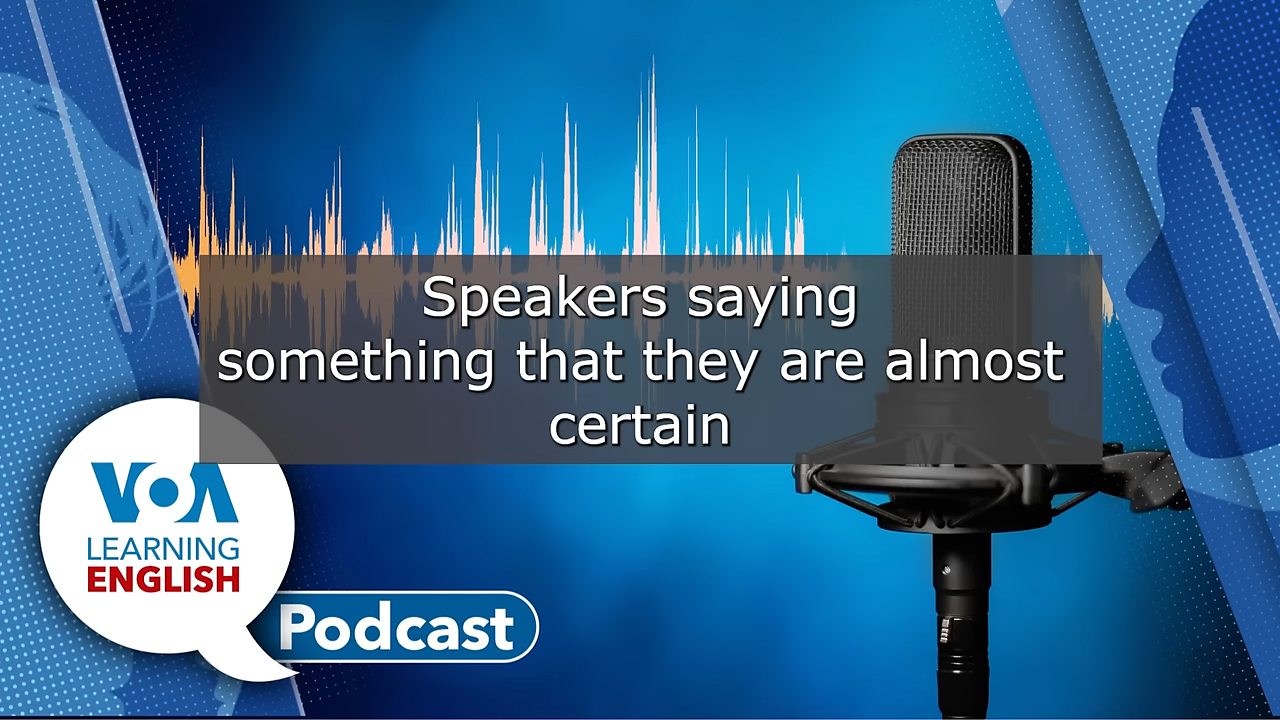 Speakers saying
something that they are almost
certain
VOA
LEARNING
ENGLISH
Podcast